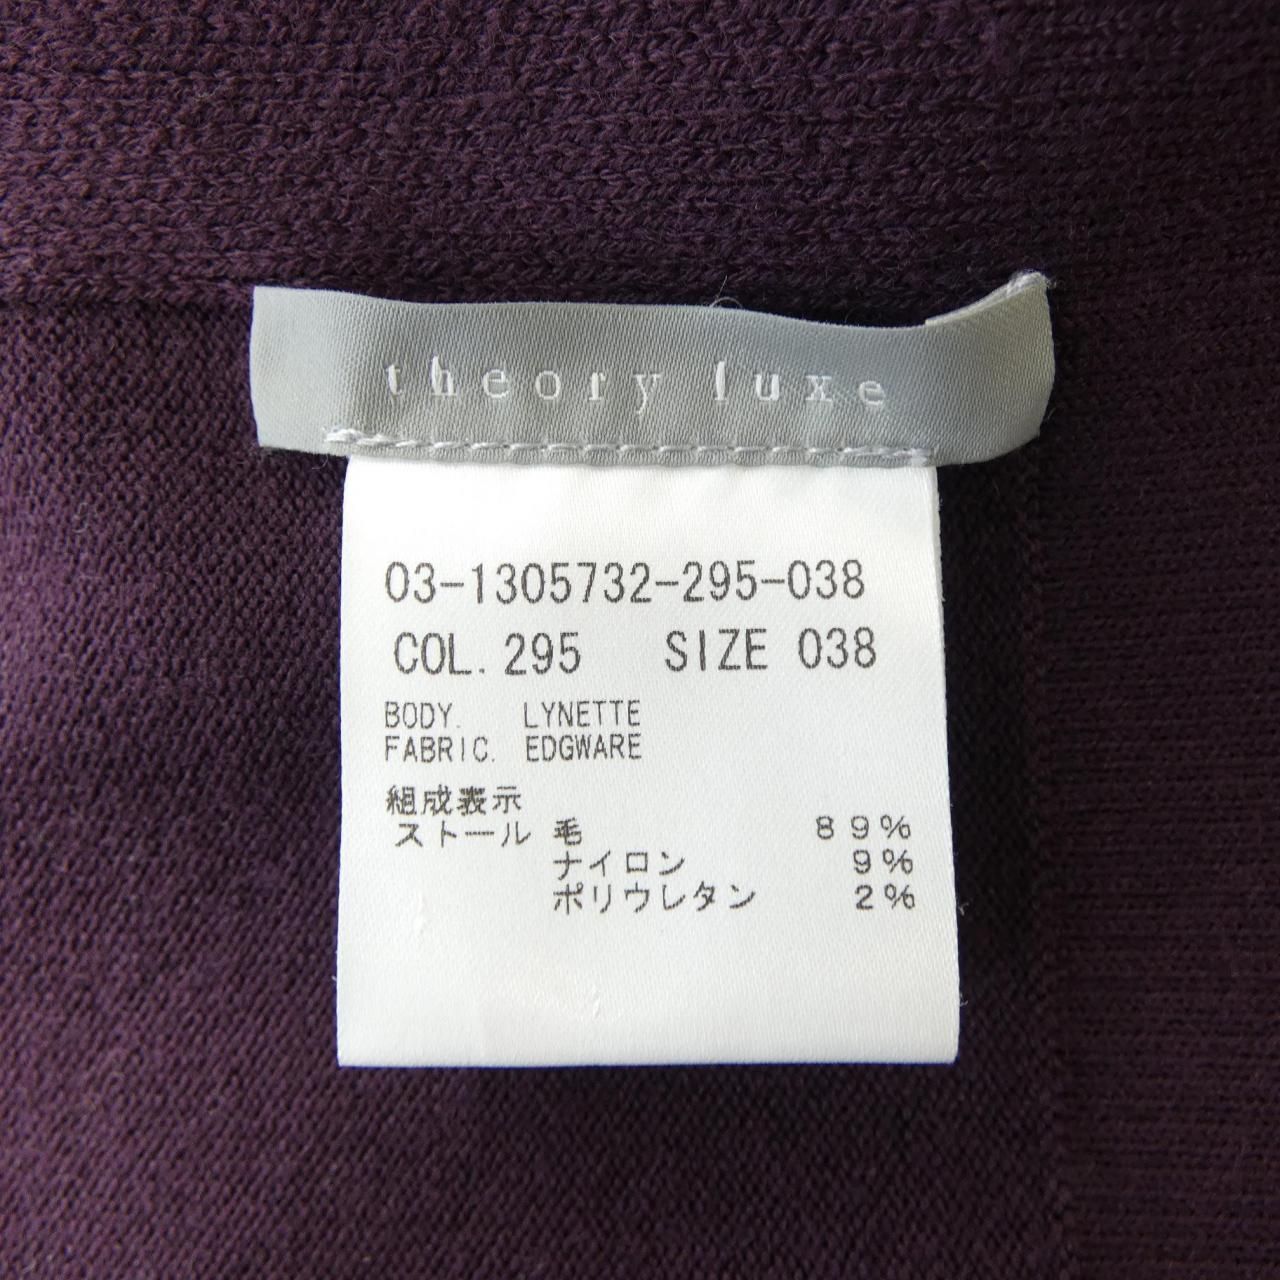 theory luxe
03-1305732-295-038
COL. 295 SIZE 038
BODY. LYNETTE
FABRIC. EDGWARE
組成表示
ストール 毛 89%
ナイロン 9%
ポリウレタン 2%